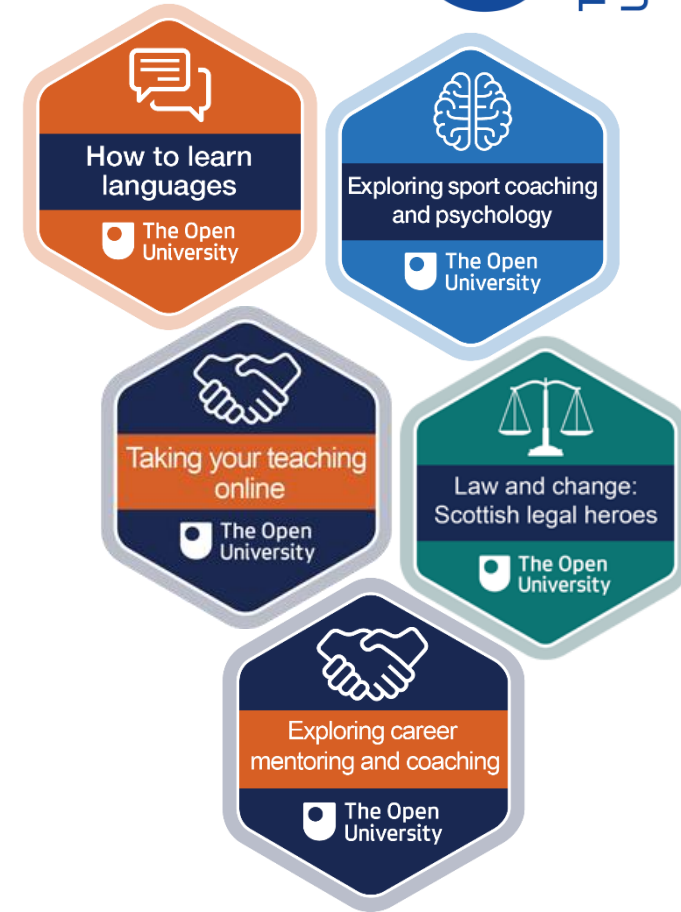 How to learn
languages
The Open
University
Exploring sport coaching
and psychology
The Open
University
Taking your teaching
online
The Open
University
Law and change:
Scottish legal heroes
The Open
University
Exploring career
mentoring and coaching
The Open
University